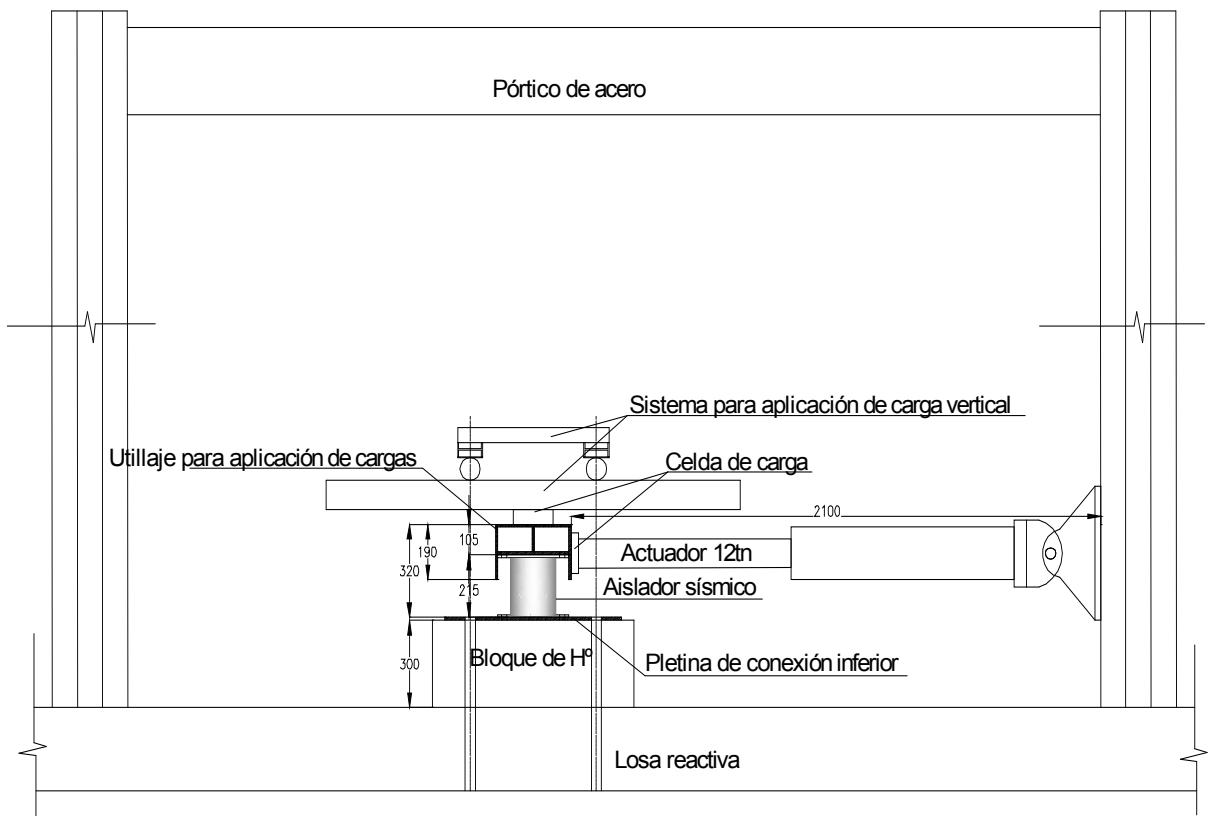 Pórtico de acero
Sistema para aplicación de carga vertical
Utillaje para aplicación de cargas
Celda de carga
2100
105
190
320
Actuador 12tn
215
Aislador sísmico
300
Bloque de Hº
Pletina de conexión inferior
Losa reactiva